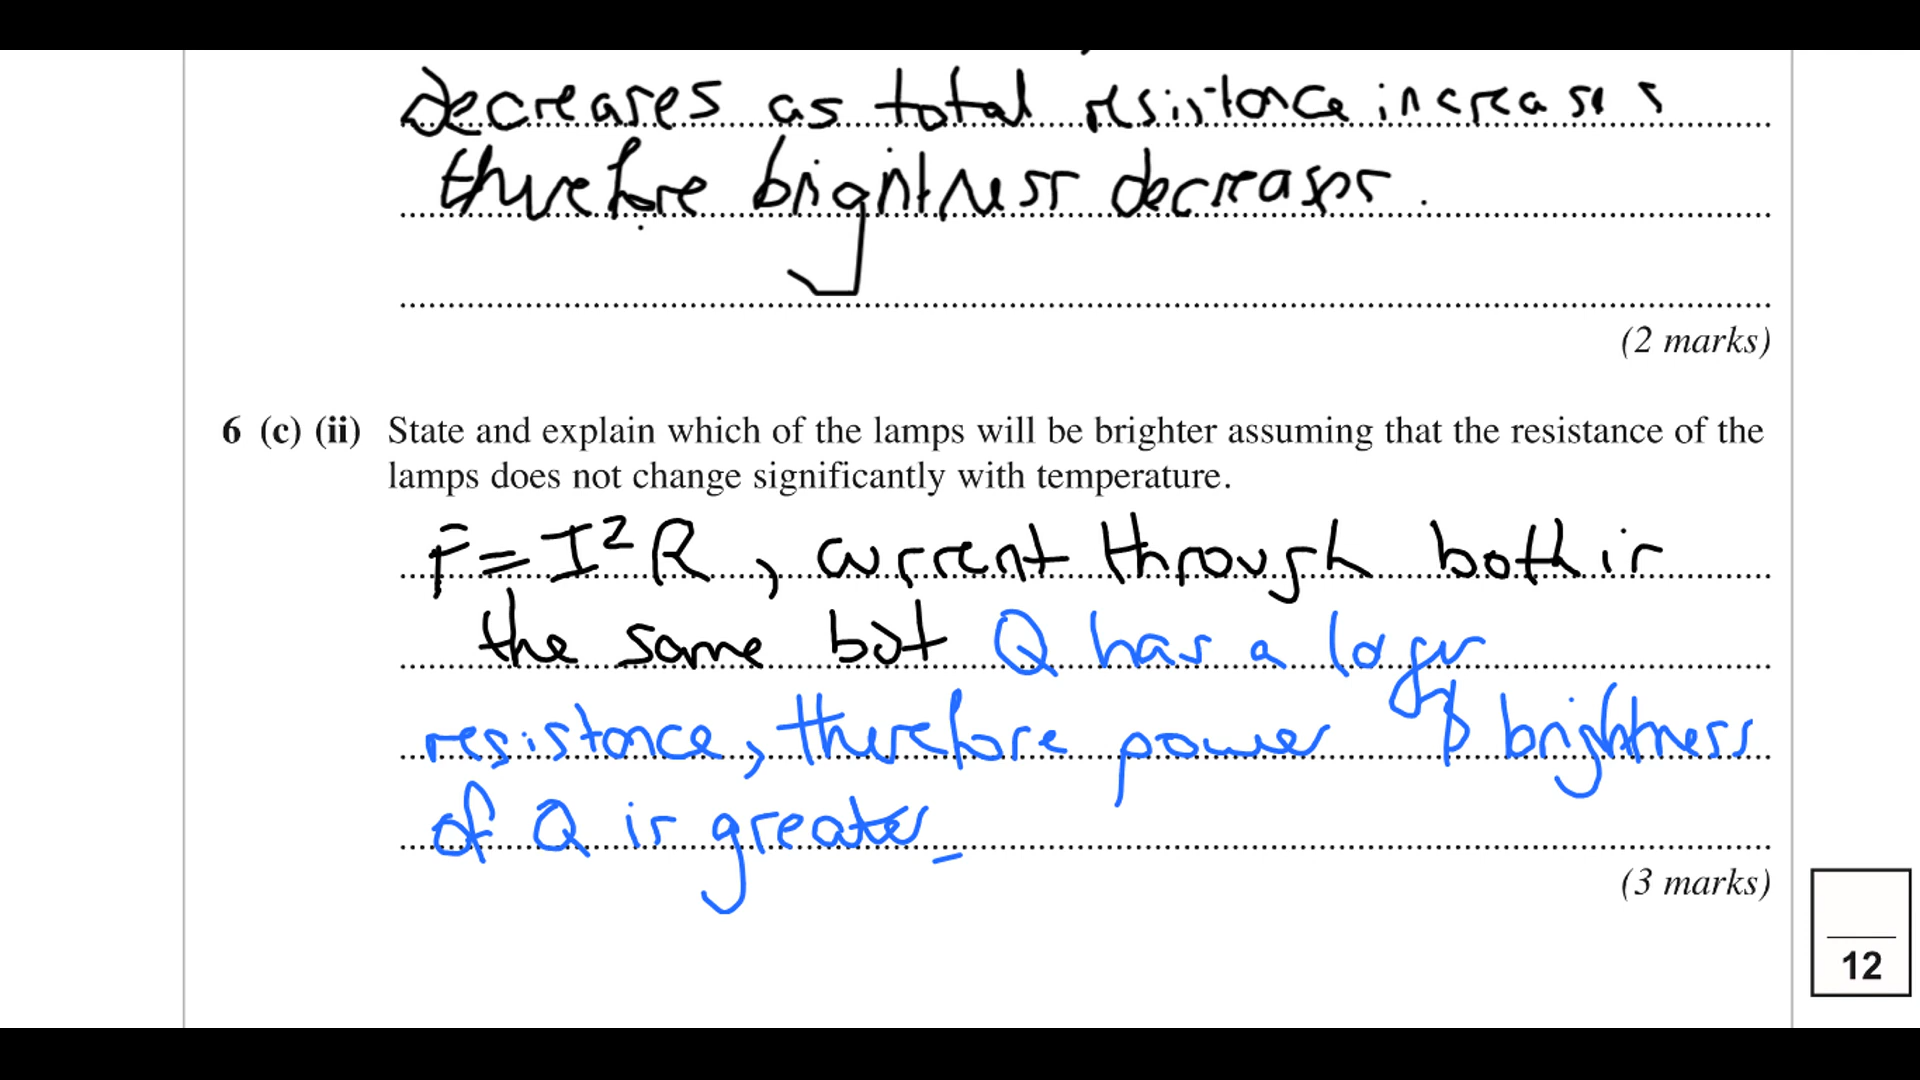 decreases as total resistance increases
therefore brightness decreases.
(2 marks)
6 (c) (ii) State and explain which of the lamps will be brighter assuming that the resistance of the
lamps does not change significantly with temperature.
P=I²R, current through both is
the same but Q has a larger
resistance, therefore power & brightness
of Q is greater
(3 marks)
12